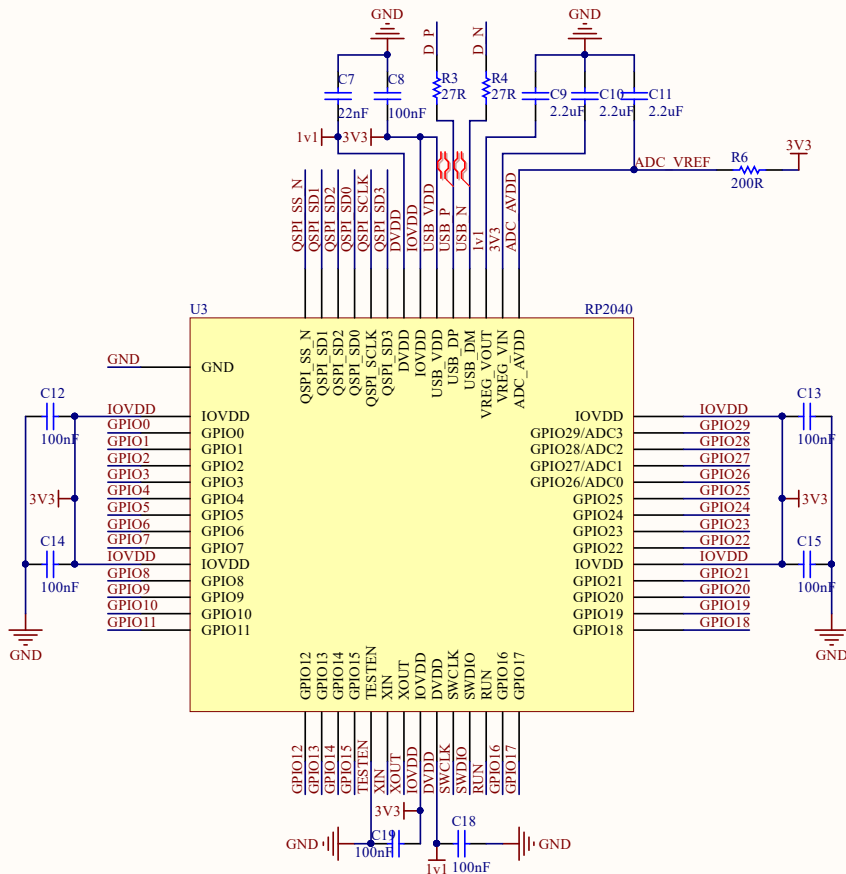 GND
GND
D_P
D_N
C7
22nF
C8
100nF
R3
27R
R4
27R
C9
2.2uF
C10
2.2uF
C11
2.2uF
1v1
3V3
ADC_VREF
R6
200R
3V3
QSPI_SS_N
QSPI_SD1
QSPI_SD2
QSPI_SD0
QSPI_SCLK
QSPI_SD3
DVDD
IOVDD
USB_VDD
USB_P
USB_N
1v1
3V3
ADC_AVDD
U3
RP2040
QSPI_SS_N
QSPI_SD1
QSPI_SD2
QSPI_SD0
QSPI_SCLK
QSPI_SD3
DVDD
IOVDD
USB_VDD
USB_DP
USB_DM
VREG_VOUT
VREG_VIN
ADC_AVDD
GND
GND
C12
100nF
IOVDD
GPIO0
GPIO1
GPIO2
GPIO3
GPIO4
GPIO5
GPIO6
GPIO7
IOVDD
GPIO8
GPIO9
GPIO10
GPIO11
3V3
C14
100nF
GND
IOVDD
GPIO0
GPIO1
GPIO2
GPIO3
GPIO4
GPIO5
GPIO6
GPIO7
IOVDD
GPIO8
GPIO9
GPIO10
GPIO11
IOVDD
GPIO29/ADC3
GPIO28/ADC2
GPIO27/ADC1
GPIO26/ADC0
GPIO25
GPIO24
GPIO23
GPIO22
IOVDD
GPIO21
GPIO20
GPIO19
GPIO18
IOVDD
GPIO29
GPIO28
GPIO27
GPIO26
GPIO25
GPIO24
GPIO23
GPIO22
IOVDD
GPIO21
GPIO20
GPIO19
GPIO18
C13
100nF
3V3
C15
100nF
GND
GPIO12
GPIO13
GPIO14
GPIO15
TESTEN
XIN
XOUT
IOVDD
DVDD
SWCLK
SWDIO
RUN
GPIO16
GPIO17
GPIO12
GPIO13
GPIO14
GPIO15
TESTEN
XIN
XOUT
IOVDD
DVDD
SWCLK
SWDIO
RUN
GPIO16
GPIO17
3V3
GND
C19
100nF
C18
100nF
1v1
GND